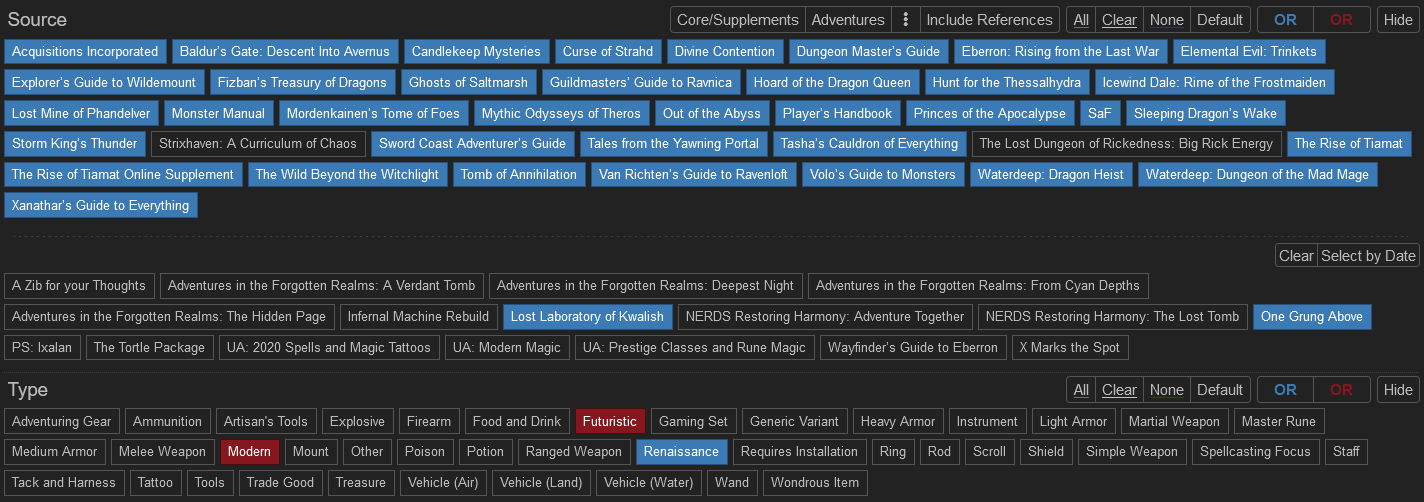 Source Core/Supplements Adventures Include References All Clear None Default OR OR Hide
Acquisitions Incorporated Baldur's Gate: Descent Into Avernus Candlekeep Mysteries Curse of Strahd Divine Contention Dungeon Master's Guide Eberron: Rising from the Last War Elemental Evil: Trinkets
Explorer's Guide to Wildemount Fizban's Treasury of Dragons Ghosts of Saltmarsh Guildmasters' Guide to Ravnica Hoard of the Dragon Queen Hunt for the Thessalhydra Icewind Dale: Rime of the Frostmaiden
Lost Mine of Phandelver Monster Manual Mordenkainen's Tome of Foes Mythic Odysseys of Theros Out of the Abyss Player's Handbook Princes of the Apocalypse SaF Sleeping Dragon's Wake
Storm King's Thunder Strixhaven: A Curriculum of Chaos Sword Coast Adventurer's Guide Tales from the Yawning Portal Tasha's Cauldron of Everything The Lost Dungeon of Rickedness: Big Rick Energy The Rise of Tiamat
The Rise of Tiamat Online Supplement The Wild Beyond the Witchlight Tomb of Annihilation Van Richten's Guide to Ravenloft Volo's Guide to Monsters Waterdeep: Dragon Heist Waterdeep: Dungeon of the Mad Mage
Xanathar's Guide to Everything
Clear Select by Date
A Zib for your Thoughts Adventures in the Forgotten Realms: A Verdant Tomb Adventures in the Forgotten Realms: Deepest Night Adventures in the Forgotten Realms: From Cyan Depths
Adventures in the Forgotten Realms: The Hidden Page Infernal Machine Rebuild Lost Laboratory of Kwalish NERDS Restoring Harmony: Adventure Together NERDS Restoring Harmony: The Lost Tomb One Grung Above
PS: Ixalan The Tortle Package UA: 2020 Spells and Magic Tattoos UA: Modern Magic UA: Prestige Classes and Rune Magic Wayfinder's Guide to Eberron X Marks the Spot
Type All Clear None Default OR OR Hide
Adventuring Gear Ammunition Artisan's Tools Explosive Firearm Food and Drink Futuristic Gaming Set Generic Variant Heavy Armor Instrument Light Armor Martial Weapon Master Rune
Medium Armor Melee Weapon Modern Mount Other Poison Potion Ranged Weapon Renaissance Requires Installation Ring Rod Scroll Shield Simple Weapon Spellcasting Focus Staff
Tack and Harness Tattoo Tools Trade Good Treasure Vehicle (Air) Vehicle (Land) Vehicle (Water) Wand Wondrous Item